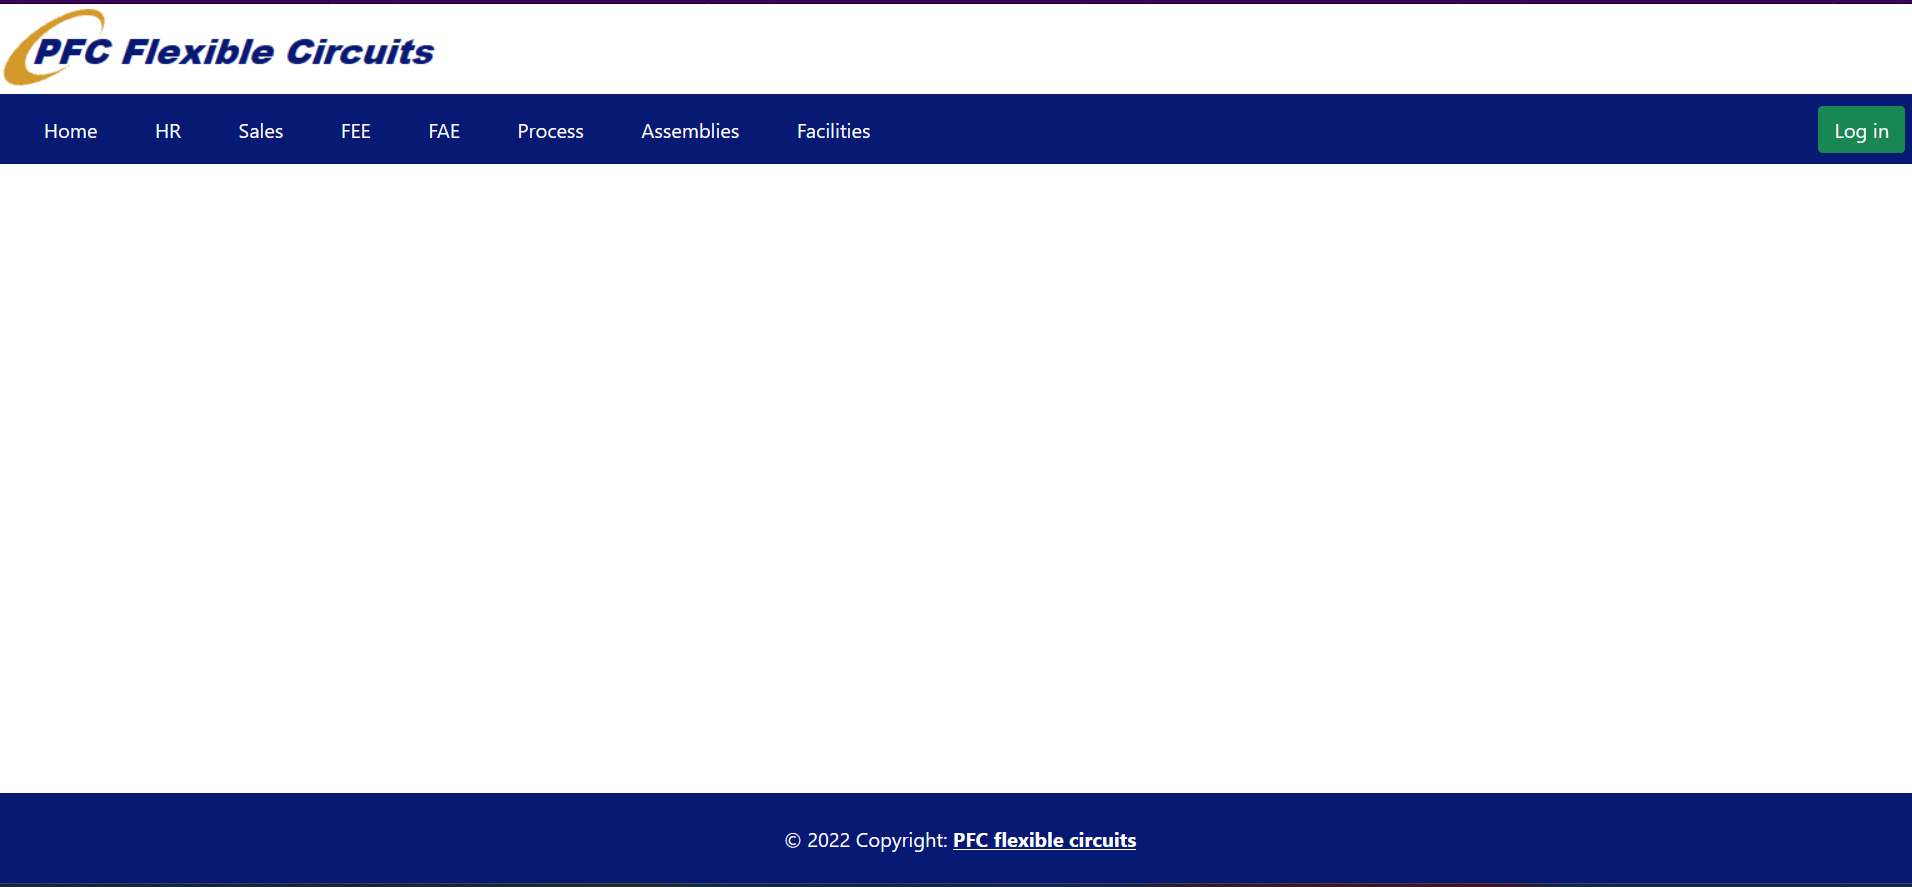 PFC Flexible Circuits
Home HR Sales FEE FAE Process Assemblies Facilities Log in
© 2022 Copyright: PFC flexible circuits